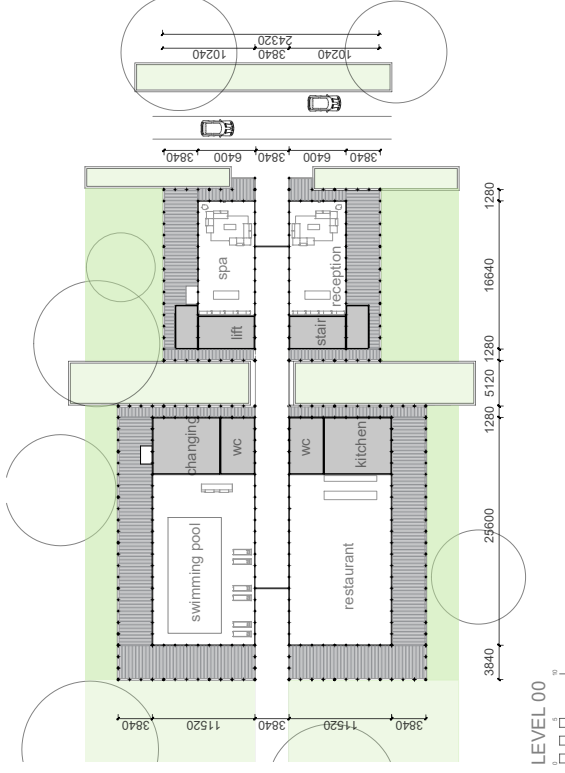 24320
10240 3840 10240
3840 6400 3840 6400 3840
spa
reception
lift
stair
changing
wc
wc
kitchen
swimming pool
restaurant
1280
16640
1280
5120
1280
25600
3840
3840 11520 3840 11520 3840
LEVEL 00
0 5 10